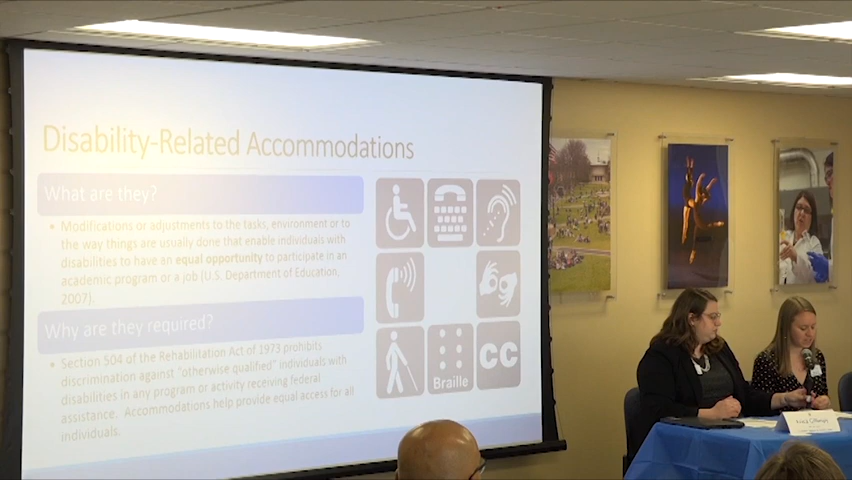 Disability-Related Accommodations
What are they?
• Modifications or adjustments to the tasks, environment or to
the way things are usually done that enable individuals with
disabilities to have an equal opportunity to participate in an
academic program or a job (U.S. Department of Education,
2007).
Why are they required?
• Section 504 of the Rehabilitation Act of 1973 prohibits
discrimination against "otherwise qualified" individuals with
disabilities in any program or activity receiving federal
assistance. Accommodations help provide equal access for all
individuals.
Braille
CC